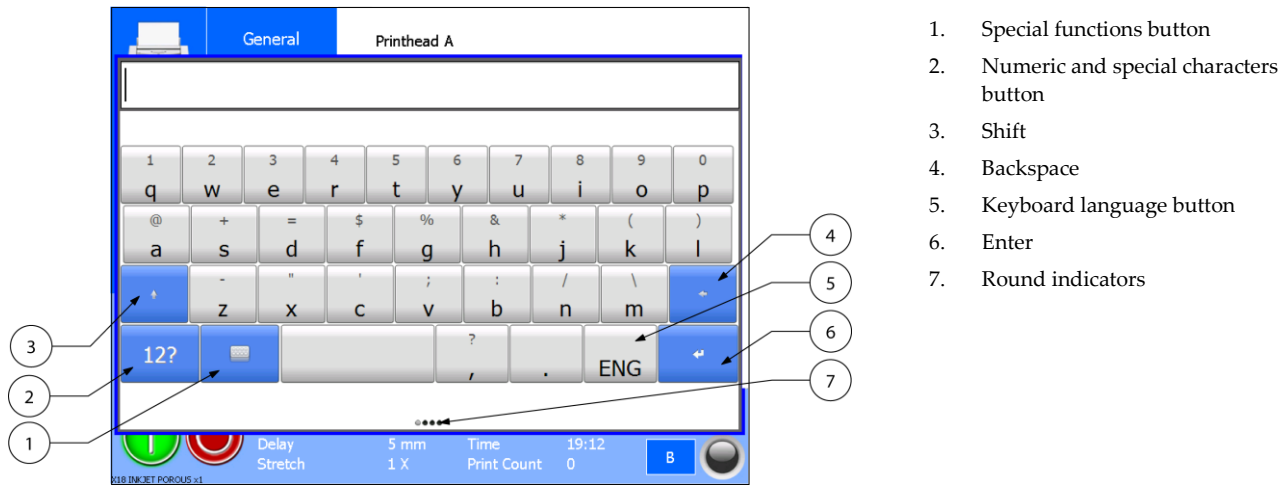 General
Printhead A
1 2 3 4 5 6 7 8 9 0
q w e r t y u i o p
@ + = $ % & * ( )
a s d f g h j k l
- " ' ; : / \
z x c v b n m
?
12? , . ENG
Delay 5 mm Time 19:12
Stretch 1 X Print Count 0
B
X18 INKJET POROUS x1
3
2
1
4
5
6
7
1. Special functions button
2. Numeric and special characters
button
3. Shift
4. Backspace
5. Keyboard language button
6. Enter
7. Round indicators